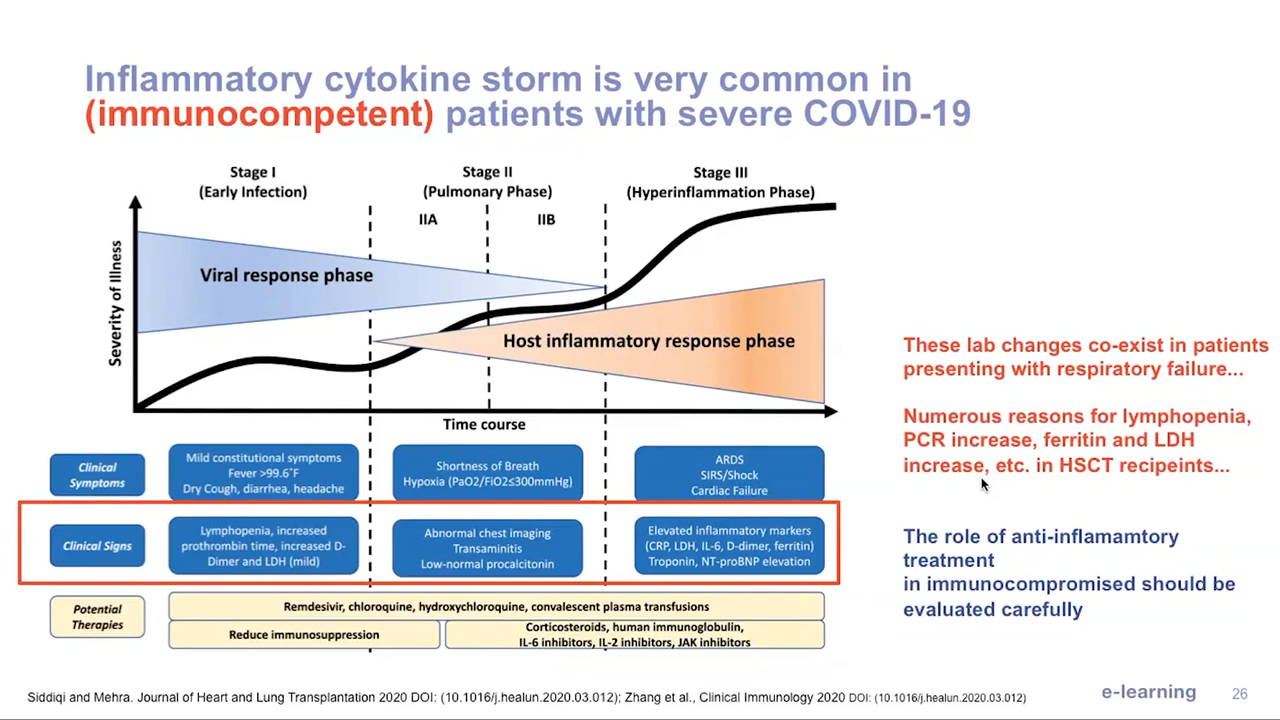 Inflammatory cytokine storm is very common in
(immunocompetent) patients with severe COVID-19
Stage I
(Early Infection)
Stage II
(Pulmonary Phase)
Stage III
(Hyperinflammation Phase)
IIA
IIB
Severity of Illness
Viral response phase
Host inflammatory response phase
Time course
Clinical
Symptoms
Mild constitutional symptoms
Fever >99.6°F
Dry Cough, diarrhea, headache
Shortness of Breath
Hypoxia (PaO2/FiO2≤300mmHg)
ARDS
SIRS/Shock
Cardiac Failure
Clinical Signs
Lymphopenia, increased
prothrombin time, increased D-
Dimer and LDH (mild)
Abnormal chest imaging
Transaminitis
Low-normal procalcitonin
Elevated inflammatory markers
(CRP, LDH, IL-6, D-dimer, ferritin)
Troponin, NT-proBNP elevation
Potential
Therapies
Remdesivir, chloroquine, hydroxychloroquine, convalescent plasma transfusions
Reduce immunosuppression
Corticosteroids, human immunoglobulin,
IL-6 inhibitors, IL-2 inhibitors, JAK inhibitors
These lab changes co-exist in patients
presenting with respiratory failure...
Numerous reasons for lymphopenia,
PCR increase, ferritin and LDH
increase, etc. in HSCT recipeints...
The role of anti-inflamamtory
treatment
in immunocompromised should be
evaluated carefully
Siddiqi and Mehra. Journal of Heart and Lung Transplantation 2020 DOI: (10.1016/j.healun.2020.03.012); Zhang et al., Clinical Immunology 2020 DOI: (10.1016/j.healun.2020.03.012)
e-learning
26